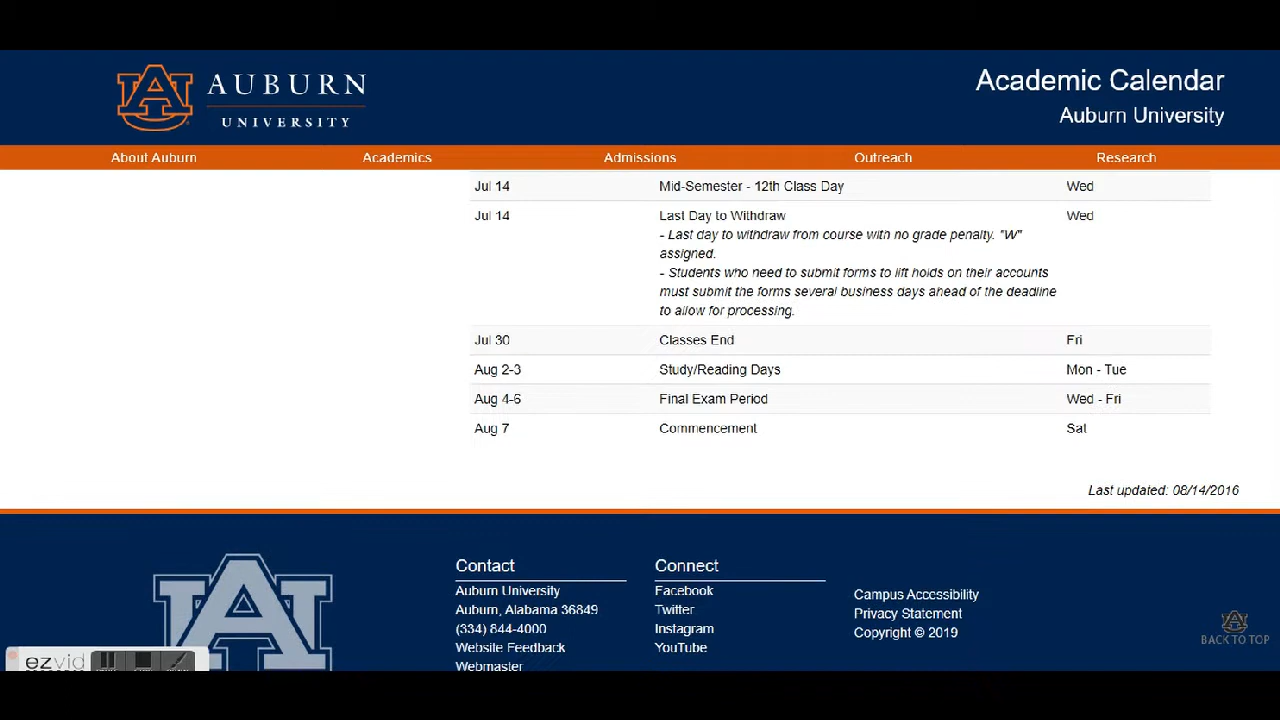 AUBURN
UNIVERSITY
Academic Calendar
Auburn University
About Auburn Academics Admissions Outreach Research
Jul 14 Mid-Semester - 12th Class Day Wed
Jul 14 Last Day to Withdraw Wed
- Last day to withdraw from course with no grade penalty. "W"
assigned.
- Students who need to submit forms to lift holds on their accounts
must submit the forms several business days ahead of the deadline
to allow for processing.
Jul 30 Classes End Fri
Aug 2-3 Study/Reading Days Mon - Tue
Aug 4-6 Final Exam Period Wed - Fri
Aug 7 Commencement Sat
Last updated: 08/14/2016
Contact
Auburn University
Auburn, Alabama 36849
(334) 844-4000
Website Feedback
Webmaster
Connect
Facebook
Twitter
Instagram
YouTube
Campus Accessibility
Privacy Statement
Copyright © 2019
BACK TO TOP
ezvid